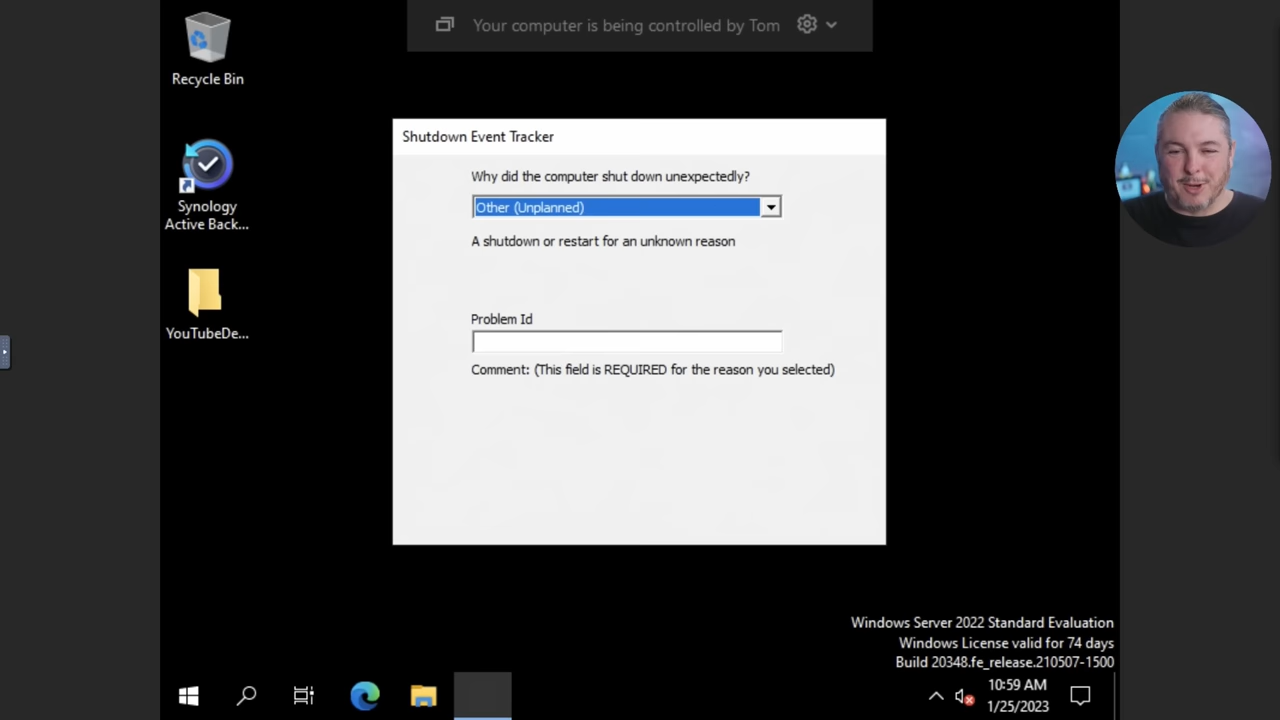 Your computer is being controlled by Tom
Recycle Bin
Synology
Active Back...
YouTubeDe...
Shutdown Event Tracker
Why did the computer shut down unexpectedly?
Other (Unplanned)
A shutdown or restart for an unknown reason
Problem Id
Comment: (This field is REQUIRED for the reason you selected)
Windows Server 2022 Standard Evaluation
Windows License valid for 74 days
Build 20348.fe_release.210507-1500
10:59 AM
1/25/2023